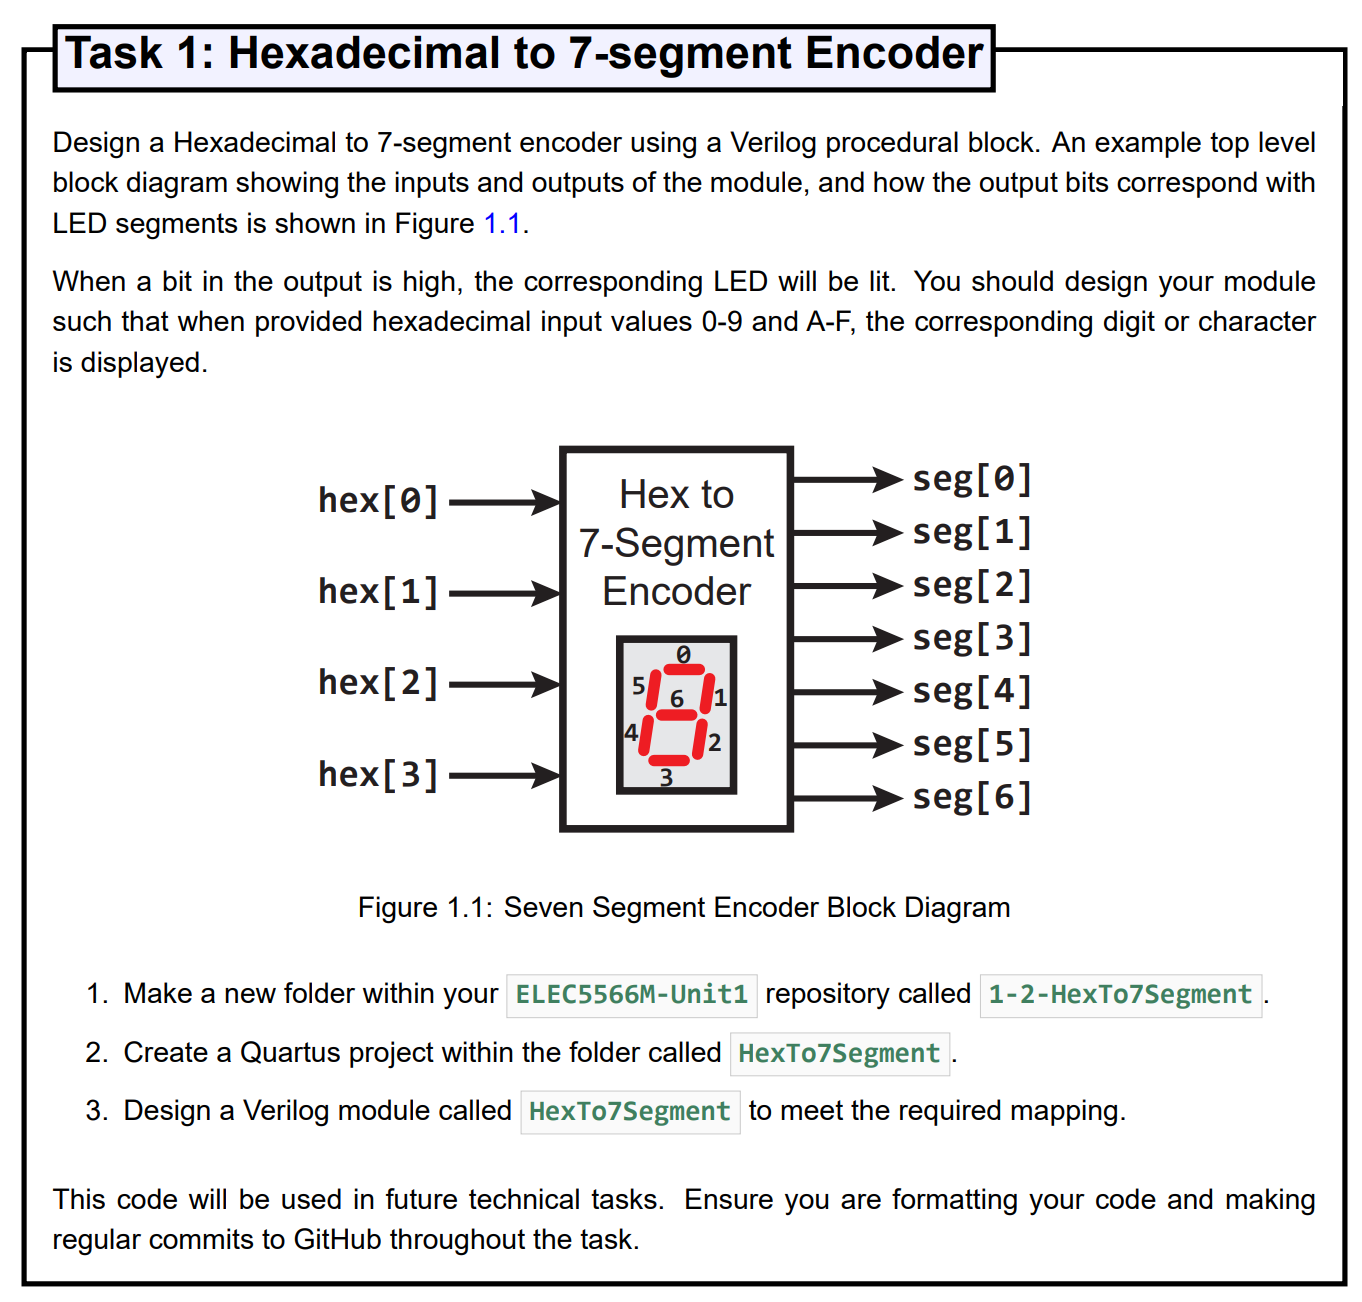 Task 1: Hexadecimal to 7-segment Encoder
Design a Hexadecimal to 7-segment encoder using a Verilog procedural block. An example top level
block diagram showing the inputs and outputs of the module, and how the output bits correspond with
LED segments is shown in Figure 1.1.
When a bit in the output is high, the corresponding LED will be lit. You should design your module
such that when provided hexadecimal input values 0-9 and A-F, the corresponding digit or character
is displayed.
hex[0]
hex[1]
hex[2]
hex[3]
Hex to
7-Segment
Encoder
0
5
6
1
4
2
3
seg[0]
seg[1]
seg[2]
seg[3]
seg[4]
seg[5]
seg[6]
Figure 1.1: Seven Segment Encoder Block Diagram
1. Make a new folder within your ELEC5566M-Unit1 repository called 1-2-HexTo7Segment.
2. Create a Quartus project within the folder called HexTo7Segment.
3. Design a Verilog module called HexTo7Segment to meet the required mapping.
This code will be used in future technical tasks. Ensure you are formatting your code and making
regular commits to GitHub throughout the task.